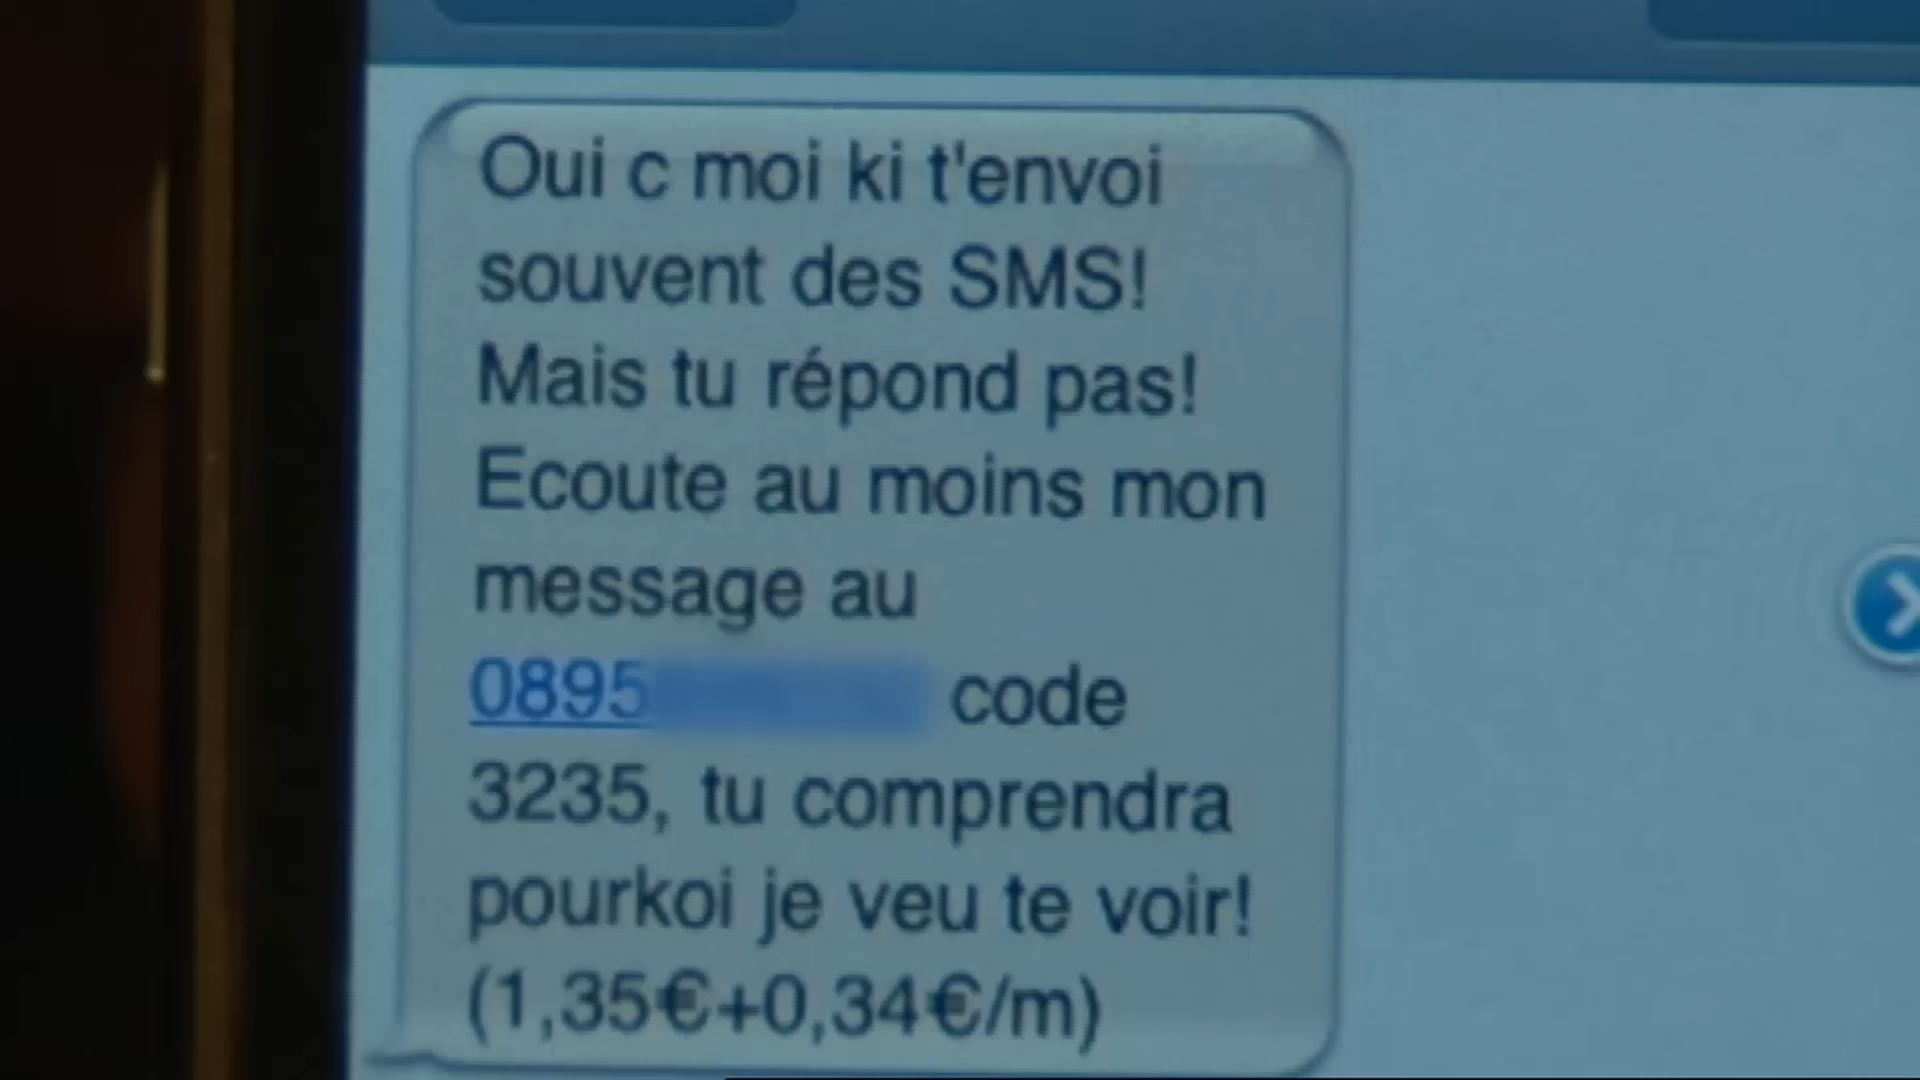 Oui c moi ki t'envoi
souvent des SMS!
Mais tu répond pas!
Ecoute au moins mon
message au
0895 code
3235, tu comprendra
pourkoi je veu te voir!
(1,35€+0,34€/m)